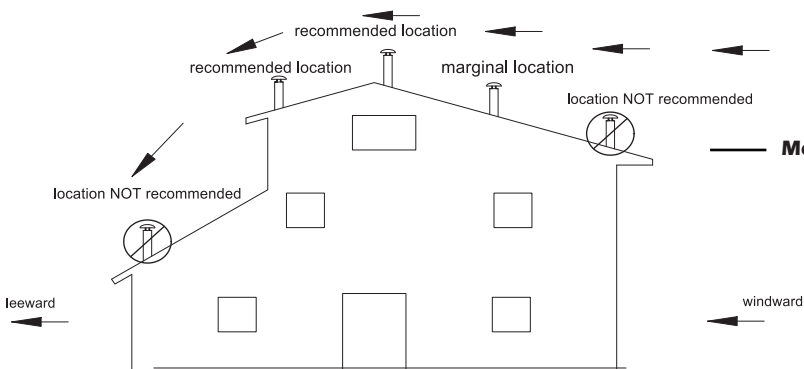 recommended location
recommended location
marginal location
location NOT recommended
location NOT recommended
leeward
windward